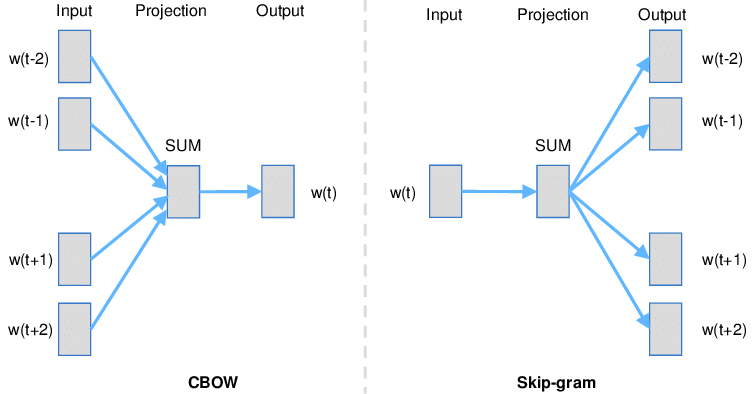 Input Projection Output
w(t-2)
w(t-1)
SUM
w(t)
w(t+1)
w(t+2)
CBOW
Input Projection Output
w(t-2)
w(t-1)
SUM
w(t)
w(t+1)
w(t+2)
Skip-gram